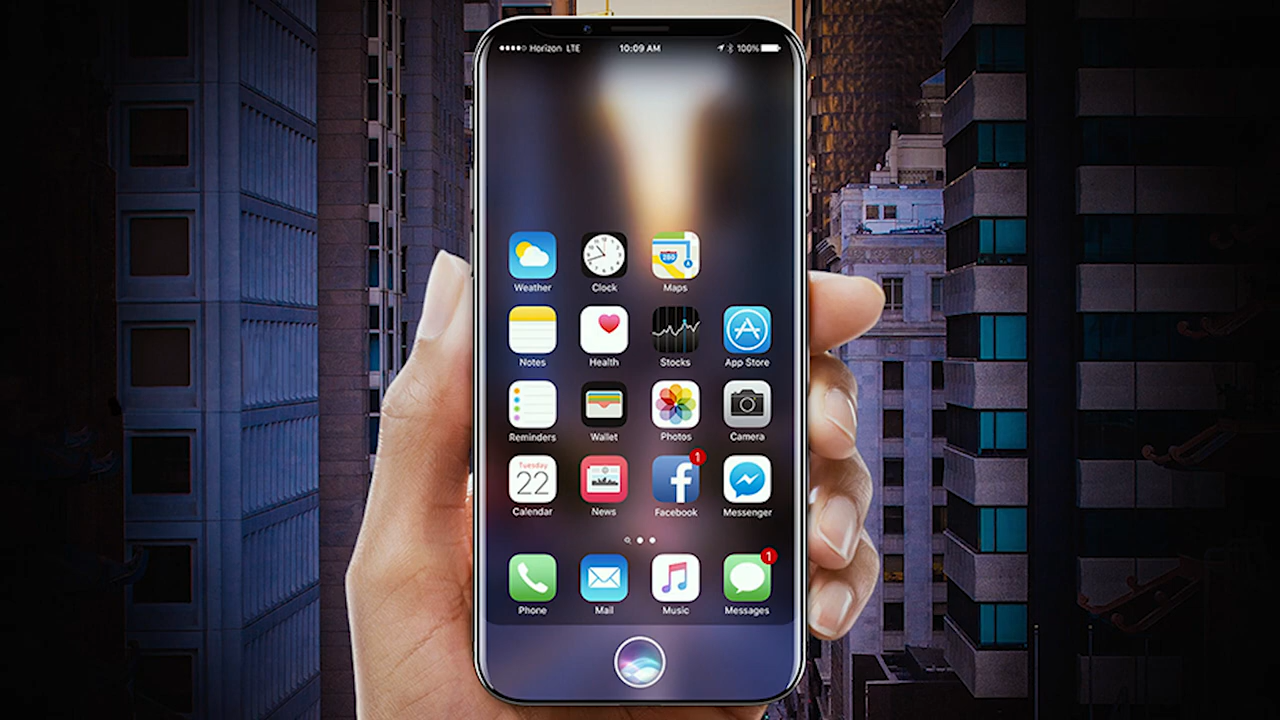 Horizon LTE 10:09 AM 100%
280
Weather Clock Maps
Notes Health Stocks App Store
Reminders Wallet Photos Camera
Tuesday
22
1
Calendar News Facebook Messenger
1
Phone Mail Music Messages